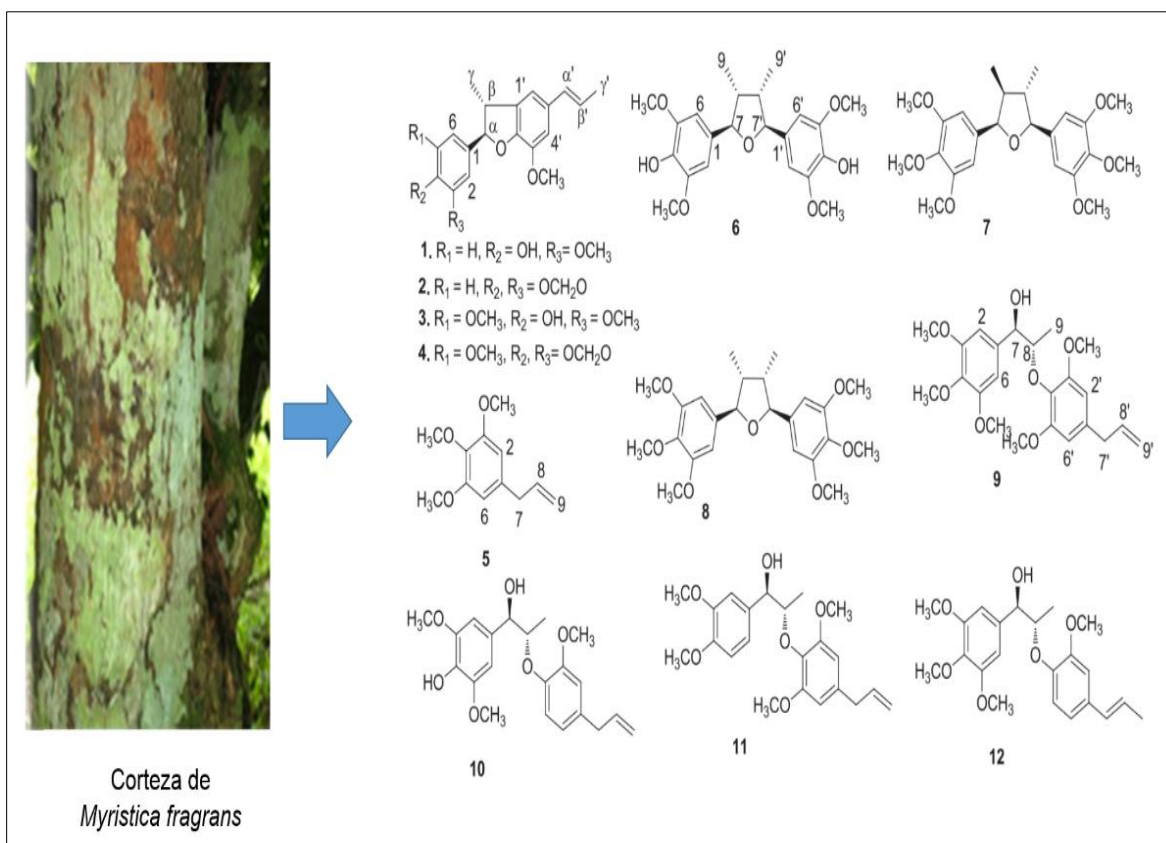 γ
β
α
1'
α'
β'
γ'
4'
6
1
2
O
OCH₃
R₁
R₂
R₃
1. R₁ = H, R₂ = OH, R₃= OCH₃
2. R₁ = H, R₂, R₃ = OCH₂O
3. R₁ = OCH₃, R₂ = OH, R₃ = OCH₃
4. R₁ = OCH₃, R₂, R₃= OCH₂O
9
9'
H₃CO
6
6'
OCH₃
7
7'
1
1'
O
HO
OH
H₃CO
OCH₃
6
H₃CO
OCH₃
H₃CO
O
OCH₃
H₃CO
OCH₃
7
OCH₃
H₃CO
2
H₃CO
6
7
8
9
5
H₃CO
OCH₃
H₃CO
O
OCH₃
H₃CO
OCH₃
8
OH
H₃CO
2
7
8
9
OCH₃
H₃CO
6
O
2'
OCH₃
H₃CO
6'
7'
8'
9'
9
OH
H₃CO
OCH₃
HO
O
OCH₃
10
OH
H₃CO
OCH₃
H₃CO
O
H₃CO
11
OH
H₃CO
OCH₃
H₃CO
O
OCH₃
12
Corteza de
Myristica fragrans